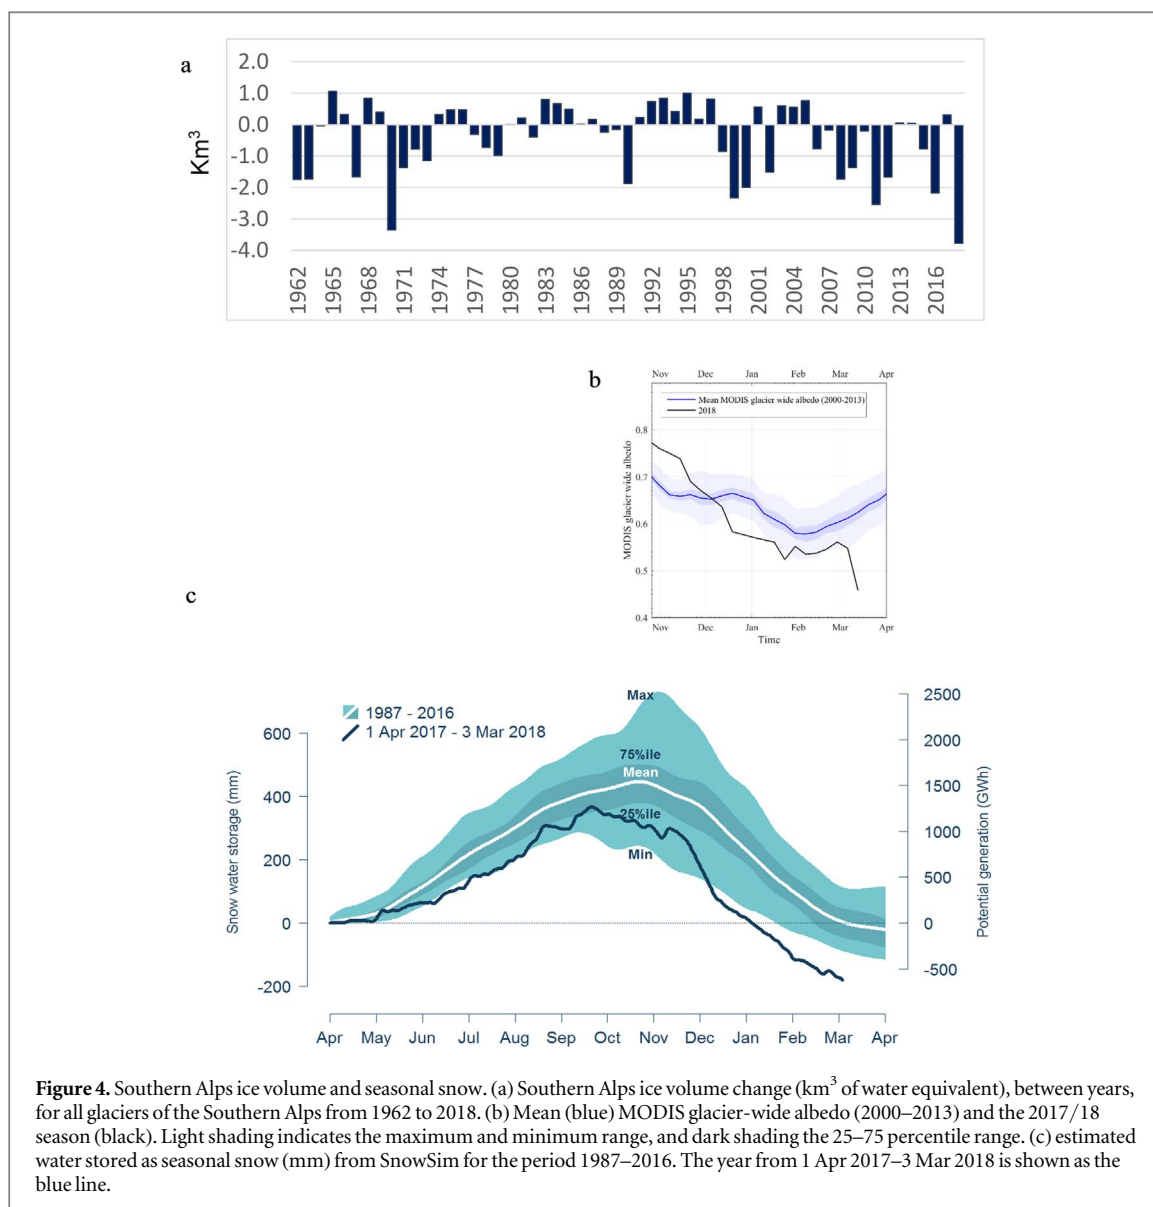 a
2.0
1.0
0.0
-1.0
-2.0
-3.0
-4.0
Km³
1962
1965
1968
1971
1974
1977
1980
1983
1986
1989
1992
1995
1998
2001
2004
2007
2010
2013
2016
b
Nov Dec Jan Feb Mar Apr
Mean MODIS glacier wide albedo (2000-2013)
2018
0.8
0.7
0.6
0.5
0.4
MODIS glacier wide albedo
Nov Dec Jan Feb Mar Apr
Time
c
1987 - 2016
1 Apr 2017 - 3 Mar 2018
Max
75%ile
Mean
25%ile
Min
600
400
200
0
-200
Snow water storage (mm)
2500
2000
1500
1000
500
0
-500
Potential generation (GWh)
Apr May Jun Jul Aug Sep Oct Nov Dec Jan Feb Mar Apr
Figure 4. Southern Alps ice volume and seasonal snow. (a) Southern Alps ice volume change (km³ of water equivalent), between years,
for all glaciers of the Southern Alps from 1962 to 2018. (b) Mean (blue) MODIS glacier-wide albedo (2000–2013) and the 2017/18
season (black). Light shading indicates the maximum and minimum range, and dark shading the 25–75 percentile range. (c) estimated
water stored as seasonal snow (mm) from SnowSim for the period 1987–2016. The year from 1 Apr 2017–3 Mar 2018 is shown as the
blue line.